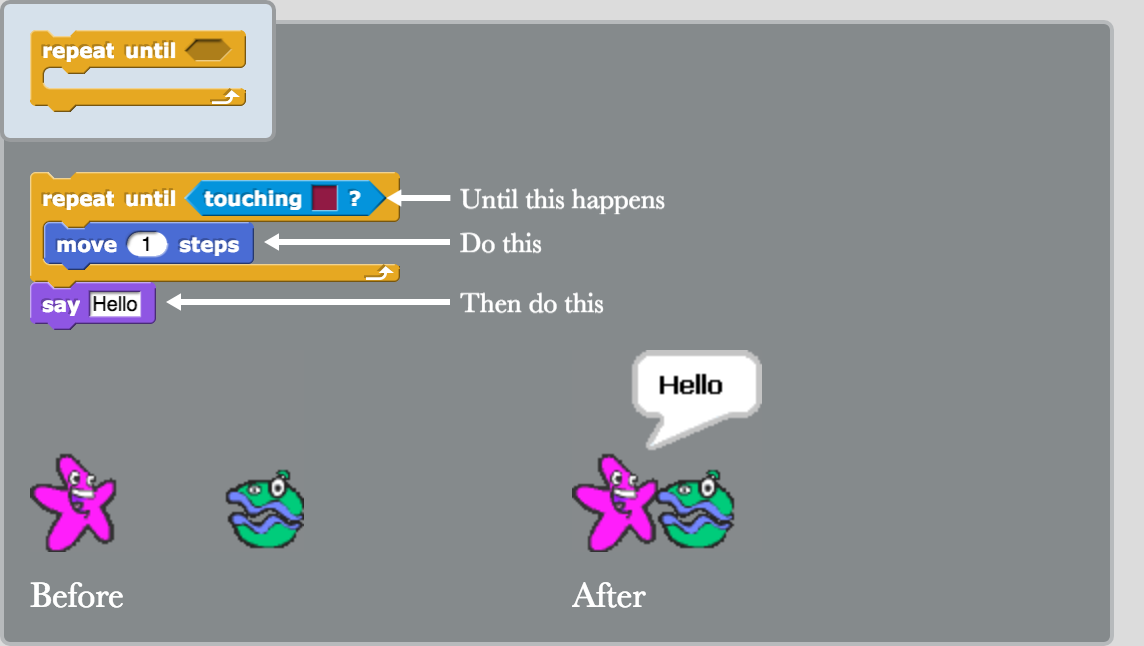 repeat until
repeat until touching ?
Until this happens
move 1 steps
Do this
say Hello
Then do this
Hello
Before
After